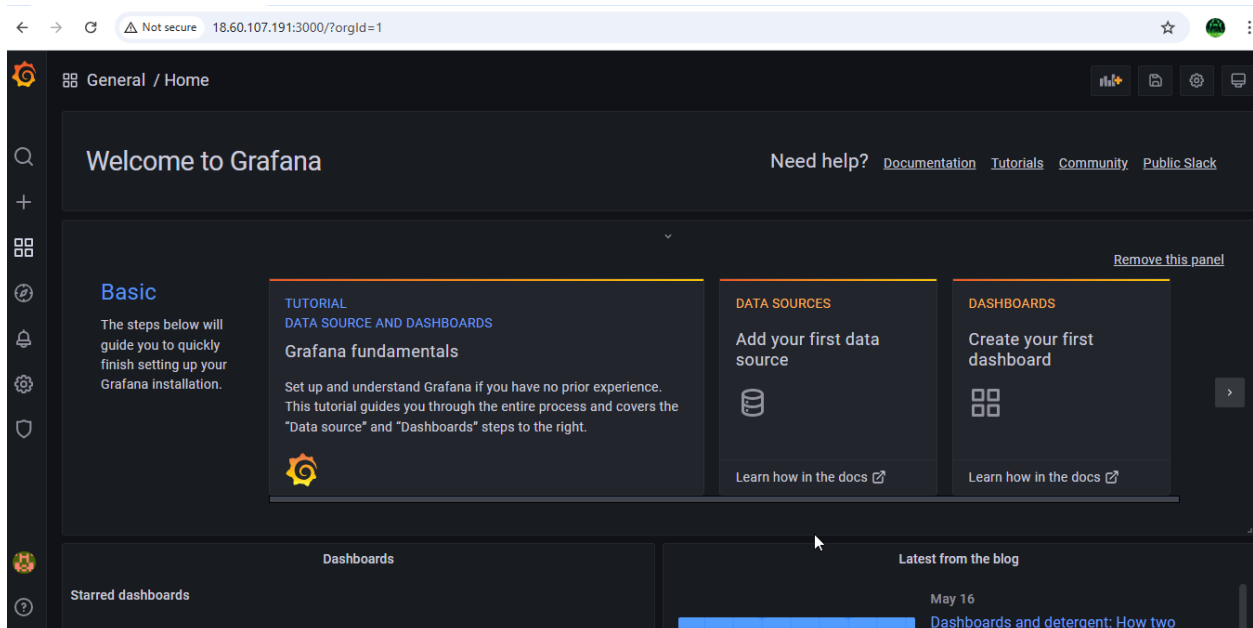 Not secure 18.60.107.191:3000/?orgId=1
General / Home
Welcome to Grafana
Need help? Documentation Tutorials Community Public Slack
Remove this panel
Basic
The steps below will
guide you to quickly
finish setting up your
Grafana installation.
TUTORIAL
DATA SOURCE AND DASHBOARDS
Grafana fundamentals
Set up and understand Grafana if you have no prior experience.
This tutorial guides you through the entire process and covers the
“Data source” and “Dashboards” steps to the right.
DATA SOURCES
Add your first data
source
Learn how in the docs
DASHBOARDS
Create your first
dashboard
Learn how in the docs
Dashboards
Starred dashboards
Latest from the blog
May 16
Dashboards and detergent: How two